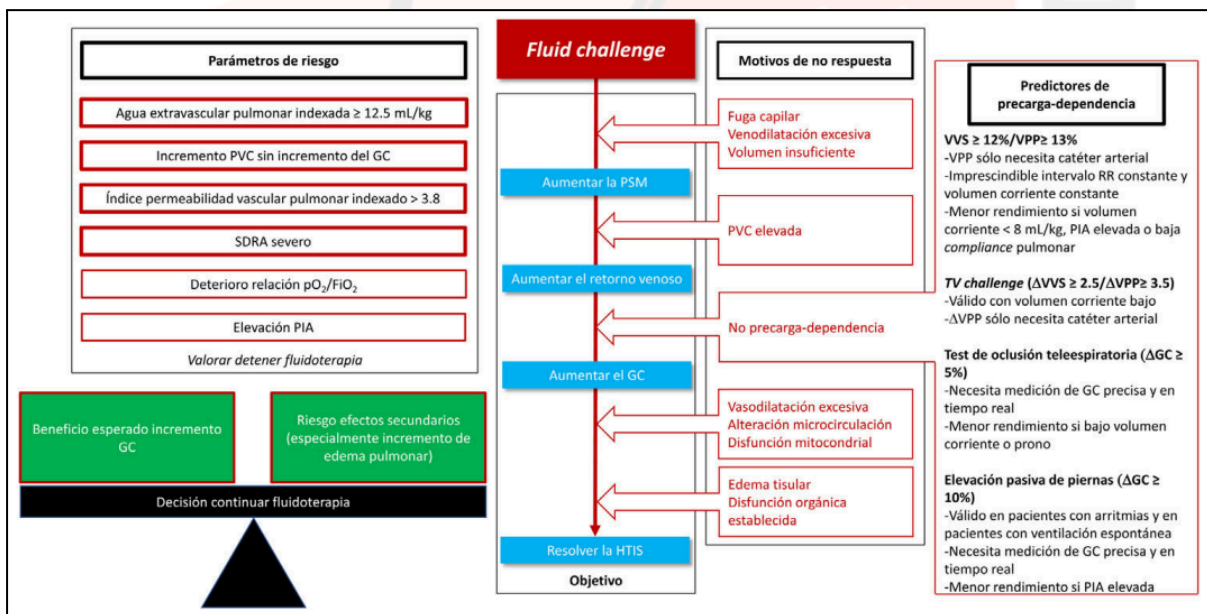 Parámetros de riesgo
Agua extravascular pulmonar indexada ≥ 12.5 mL/kg
Incremento PVC sin incremento del GC
Índice permeabilidad vascular pulmonar indexado > 3.8
SDRA severo
Deterioro relación pO₂/FiO₂
Elevación PIA
Valorar detener fluidoterapia
Beneficio esperado incremento
GC
Riesgo efectos secundarios
(especialmente incremento de
edema pulmonar)
Decisión continuar fluidoterapia
Fluid challenge
Aumentar la PSM
Aumentar el retorno venoso
Aumentar el GC
Resolver la HTIS
Objetivo
Motivos de no respuesta
Fuga capilar
Venodilatación excesiva
Volumen insuficiente
PVC elevada
No precarga-dependencia
Vasodilatación excesiva
Alteración microcirculación
Disfunción mitocondrial
Edema tisular
Disfunción orgánica
establecida
Predictores de
precarga-dependencia
VVS ≥ 12%/VPP≥ 13%
-VPP sólo necesita catéter arterial
-Imprescindible intervalo RR constante y
volumen corriente constante
-Menor rendimiento si volumen
corriente < 8 mL/kg, PIA elevada o baja
compliance pulmonar
TV challenge (ΔVVS ≥ 2.5/ΔVPP≥ 3.5)
-Válido con volumen corriente bajo
-ΔVPP sólo necesita catéter arterial
Test de oclusión teleespiratoria (ΔGC ≥
5%)
-Necesita medición de GC precisa y en
tiempo real
-Menor rendimiento si bajo volumen
corriente o prono
Elevación pasiva de piernas (ΔGC ≥
10%)
-Válido en pacientes con arritmias y en
pacientes con ventilación espontánea
-Necesita medición de GC precisa y en
tiempo real
-Menor rendimiento si PIA elevada